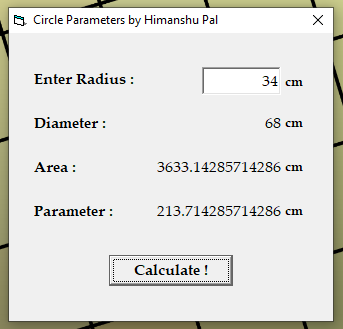 Circle Parameters by Himanshu Pal
Enter Radius : 34 cm
Diameter : 68 cm
Area : 3633.14285714286 cm
Parameter : 213.714285714286 cm
Calculate !